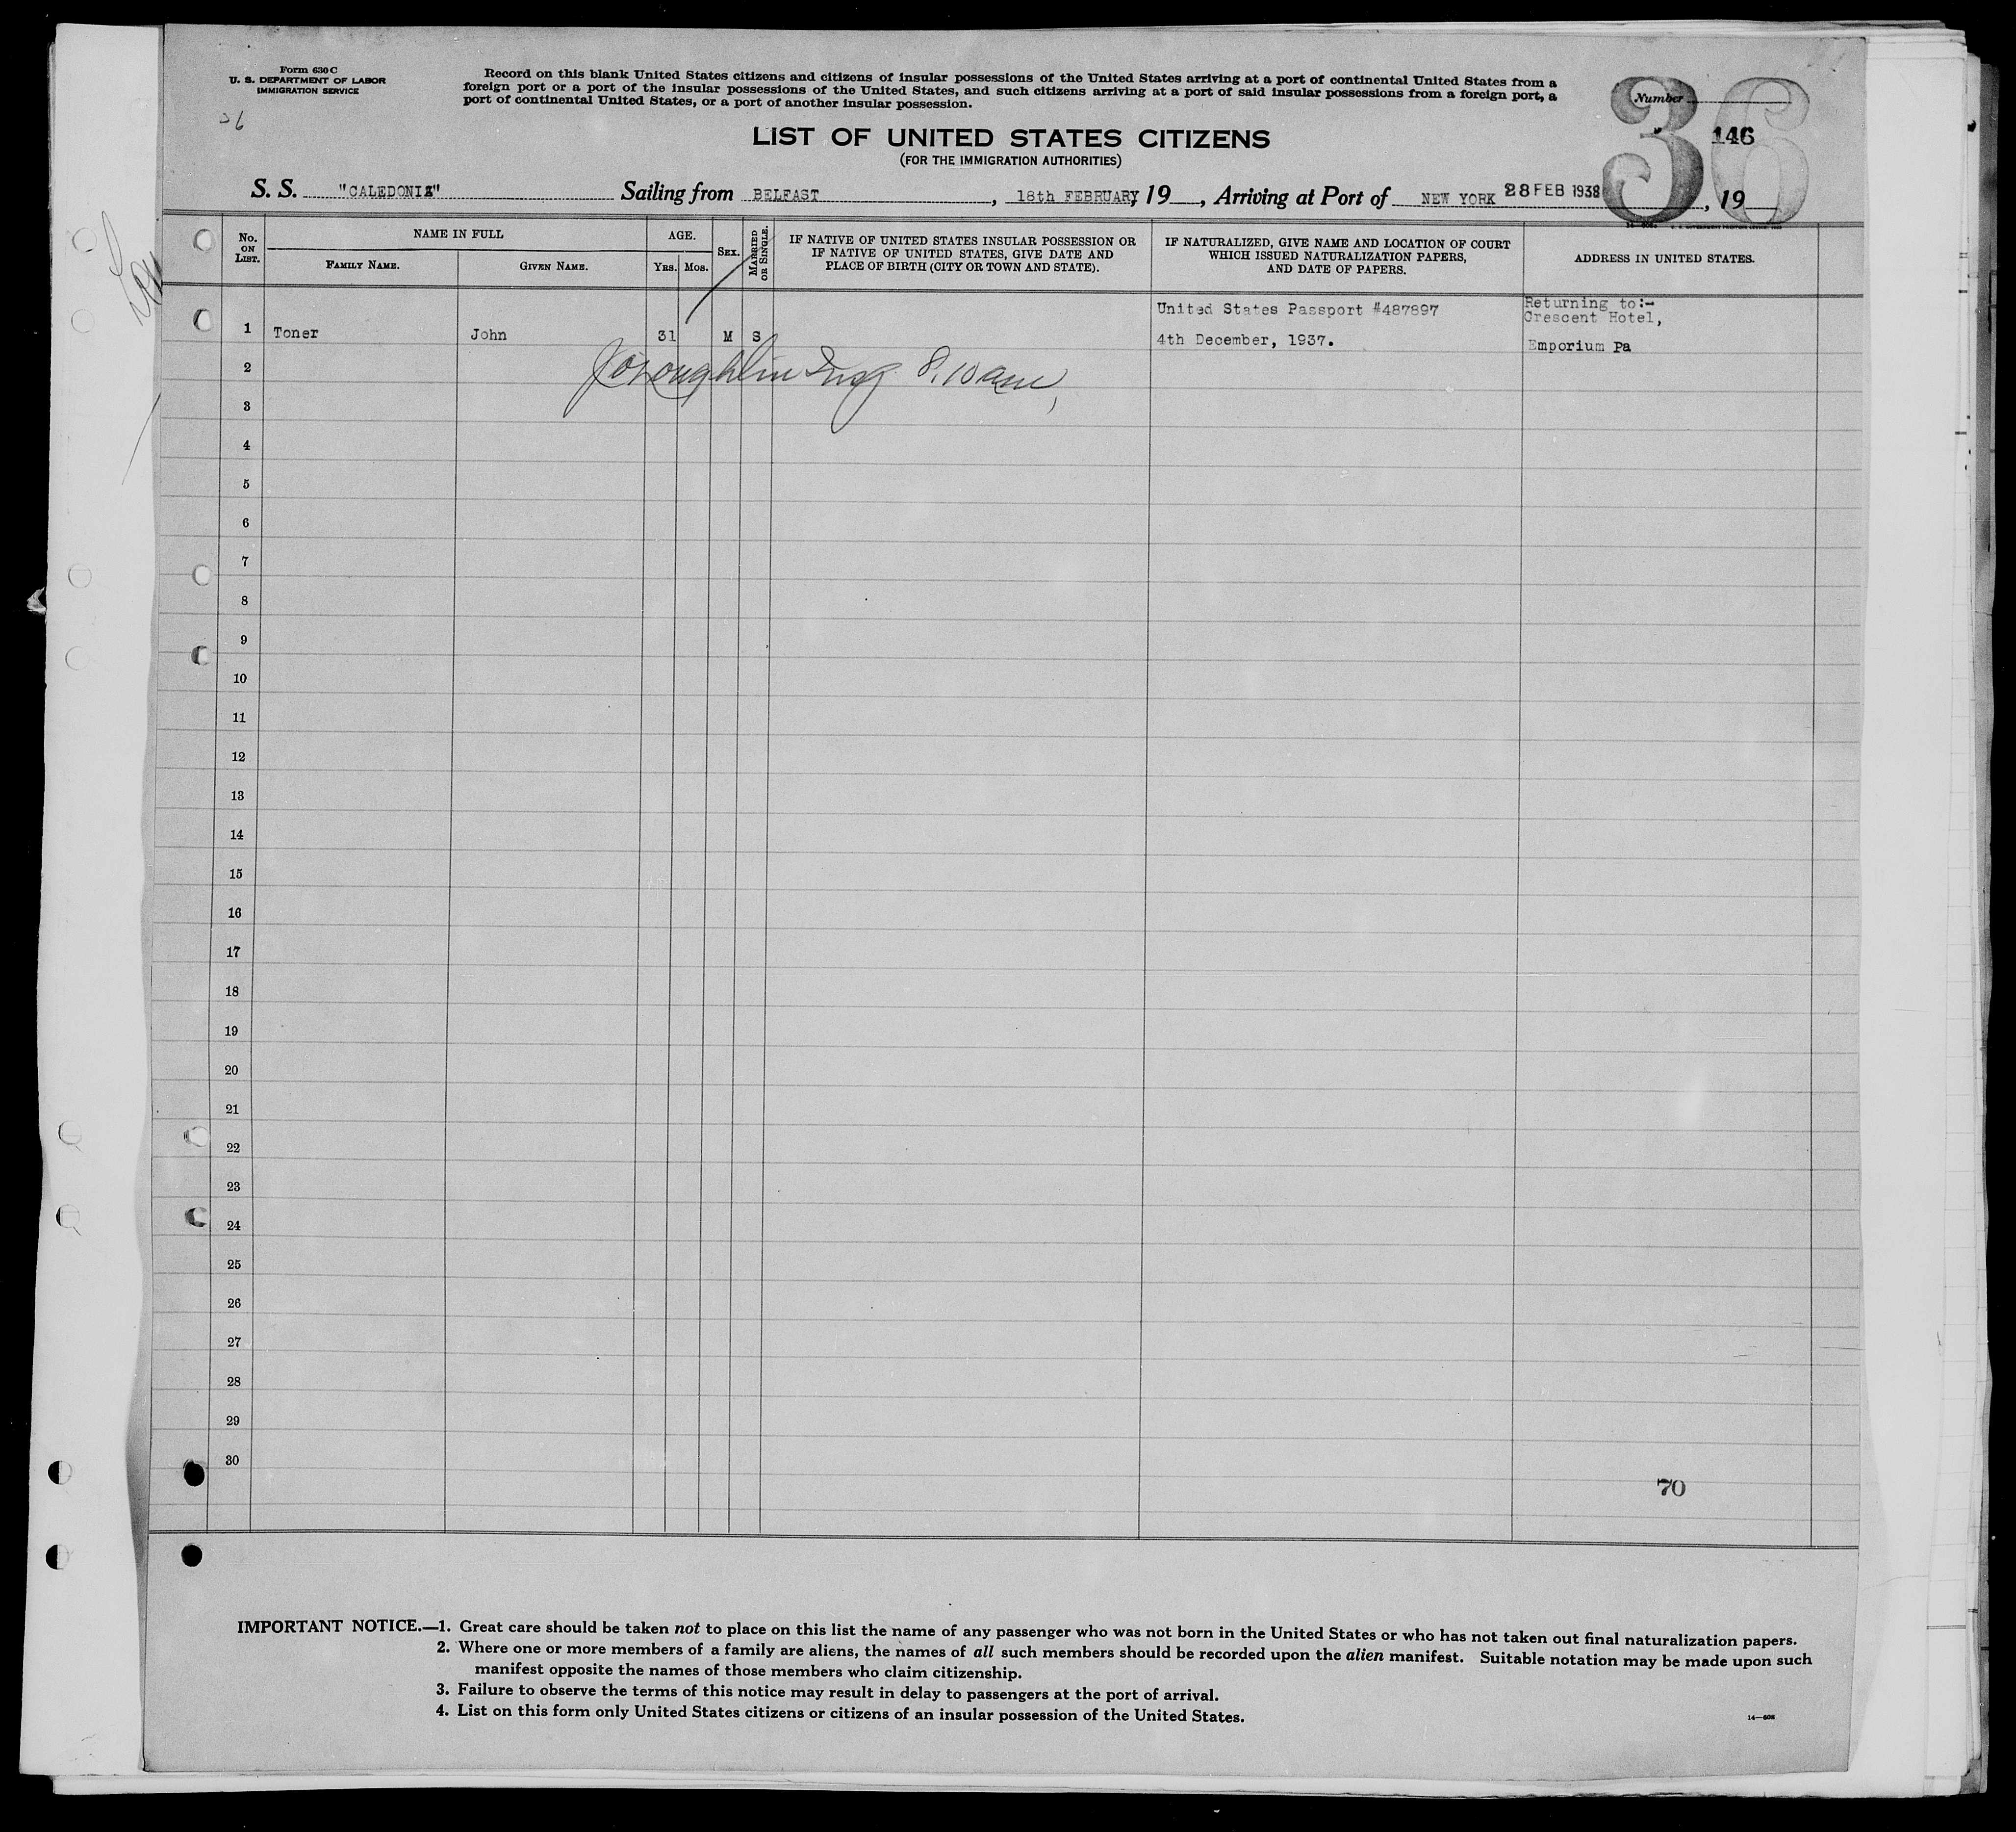 Form 630 C
U. S. DEPARTMENT OF LABOR
IMMIGRATION SERVICE
Record on this blank United States citizens and citizens of insular possessions of the United States arriving at a port of continental United States from a
foreign port or a port of the insular possessions of the United States, and such citizens arriving at a port of said insular possessions from a foreign port, a
port of continental United States, or a port of another insular possession.
Number
36
36
146
LIST OF UNITED STATES CITIZENS
(FOR THE IMMIGRATION AUTHORITIES)
S. S. "CALEDONIA" Sailing from BELFAST, 18th FEBRUARY, 19__, Arriving at Port of NEW YORK 28 FEB 1938, 19__
No. ON LIST.
NAME IN FULL
FAMILY NAME.
GIVEN NAME.
AGE.
YRS.
MOS.
SEX.
MARRIED OR SINGLE.
IF NATIVE OF UNITED STATES INSULAR POSSESSION OR
IF NATIVE OF UNITED STATES, GIVE DATE AND
PLACE OF BIRTH (CITY OR TOWN AND STATE).
IF NATURALIZED, GIVE NAME AND LOCATION OF COURT
WHICH ISSUED NATURALIZATION PAPERS,
AND DATE OF PAPERS.
ADDRESS IN UNITED STATES.
1 Toner John 31 M S
United States Passport #487897
4th December, 1937.
Returning to:-
Crescent Hotel,
Emporium Pa
2
8.10 am,
3
4
5
6
7
8
9
10
11
12
13
14
15
16
17
18
19
20
21
22
23
24
25
26
27
28
29
30
70
IMPORTANT NOTICE.—1. Great care should be taken not to place on this list the name of any passenger who was not born in the United States or who has not taken out final naturalization papers.
2. Where one or more members of a family are aliens, the names of all such members should be recorded upon the alien manifest. Suitable notation may be made upon such
manifest opposite the names of those members who claim citizenship.
3. Failure to observe the terms of this notice may result in delay to passengers at the port of arrival.
4. List on this form only United States citizens or citizens of an insular possession of the United States.
14—608